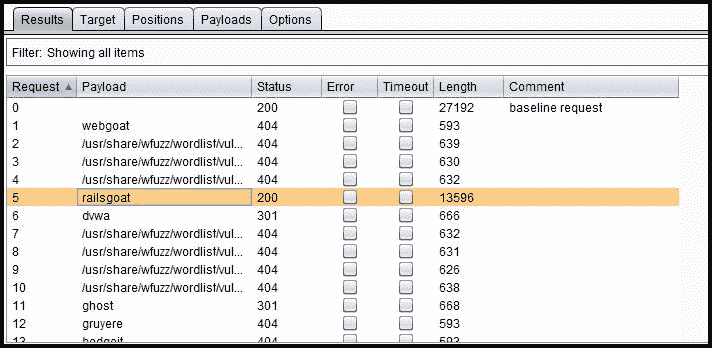 Results Target Positions Payloads Options
Filter: Showing all items
Request Payload Status Error Timeout Length Comment
0 200 27192 baseline request
1 webgoat 404 593
2 /usr/share/wfuzz/wordlist/vul... 404 639
3 /usr/share/wfuzz/wordlist/vul... 404 630
4 /usr/share/wfuzz/wordlist/vul... 404 632
5 railsgoat 200 13596
6 dvwa 301 666
7 /usr/share/wfuzz/wordlist/vul... 404 632
8 /usr/share/wfuzz/wordlist/vul... 404 631
9 /usr/share/wfuzz/wordlist/vul... 404 626
10 /usr/share/wfuzz/wordlist/vul... 404 638
11 ghost 301 668
12 gruyere 404 593
13 404 593